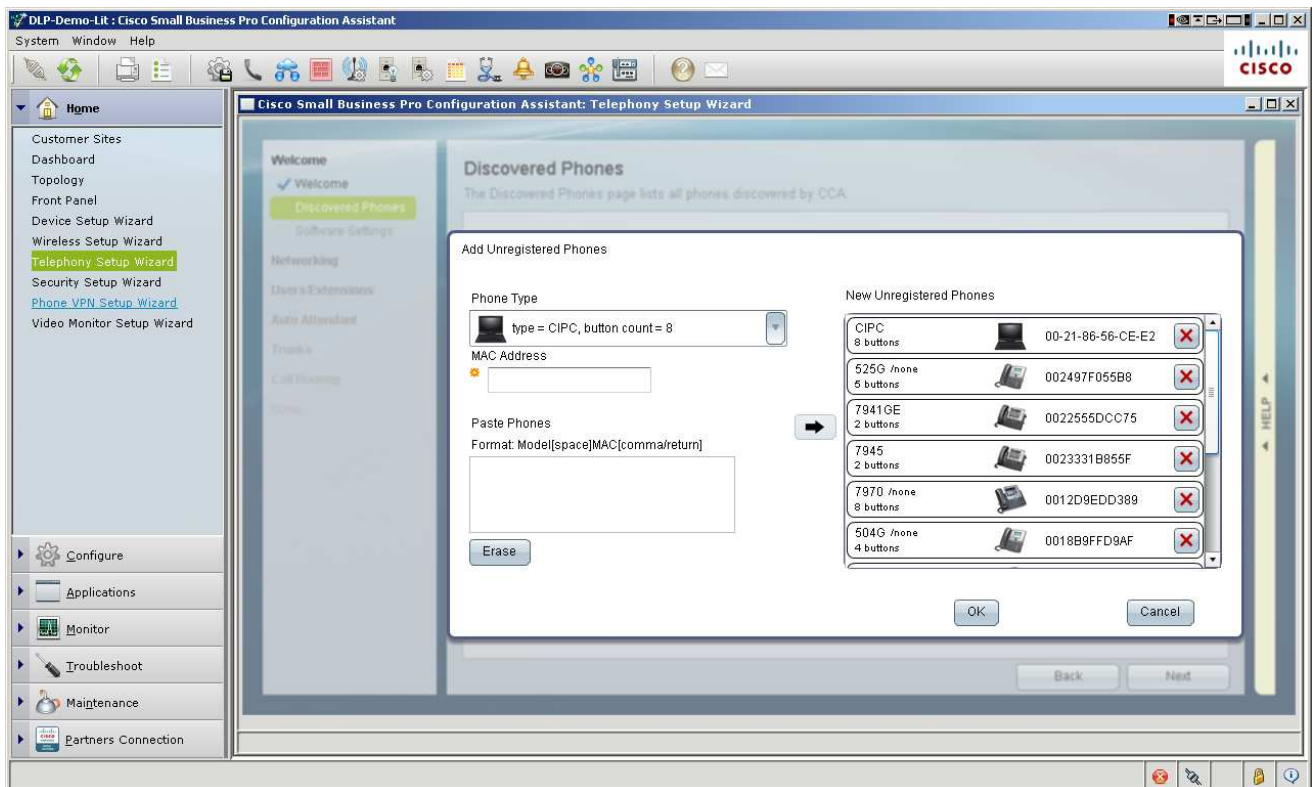 DLP-Demo-Lit : Cisco Small Business Pro Configuration Assistant
System Window Help
CISCO
Home
Customer Sites
Dashboard
Topology
Front Panel
Device Setup Wizard
Wireless Setup Wizard
Telephony Setup Wizard
Security Setup Wizard
Phone VPN Setup Wizard
Video Monitor Setup Wizard
Configure
Applications
Monitor
Troubleshoot
Maintenance
Partners Connection
Cisco Small Business Pro Configuration Assistant: Telephony Setup Wizard
Welcome
Welcome
Discovered Phones
Software Settings
Networking
Users/Extensions
Auto Attendant
Trunks
Call Routing
Discovered Phones
The Discovered Phones page lists all phones discovered by CCA
Add Unregistered Phones
Phone Type
type = CIPC, button count = 8
MAC Address
Paste Phones
Format: Model[space]MAC[comma/return]
Erase
New Unregistered Phones
CIPC
8 buttons
00-21-86-56-CE-E2
525G /none
5 buttons
002497F055B8
7941GE
2 buttons
0022555DCC75
7945
2 buttons
0023331B855F
7970 /none
8 buttons
0012D9EDD389
504G /none
4 buttons
0018B9FFD9AF
OK
Cancel
Back
Next
HELP